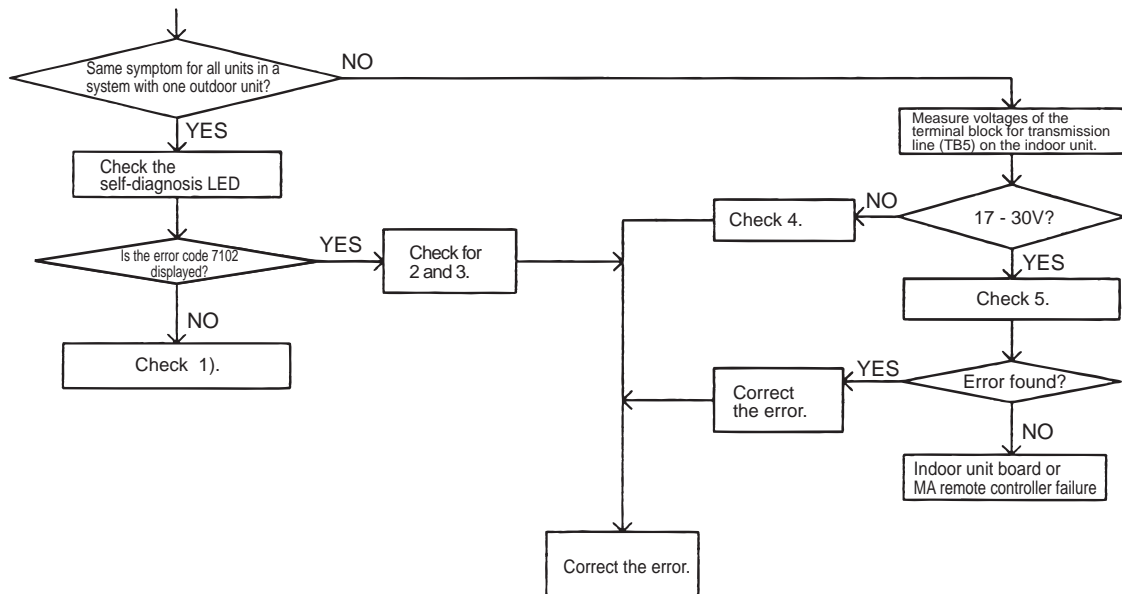 Same symptom for all units in a
system with one outdoor unit?
NO
YES
Measure voltages of the
terminal block for transmission
line (TB5) on the indoor unit.
Check the
self-diagnosis LED
17 - 30V?
NO
Check 4.
YES
Is the error code 7102
displayed?
YES
Check for
2 and 3.
Check 5.
NO
Check 1).
Error found?
YES
Correct
the error.
NO
Indoor unit board or
MA remote controller failure
Correct the error.